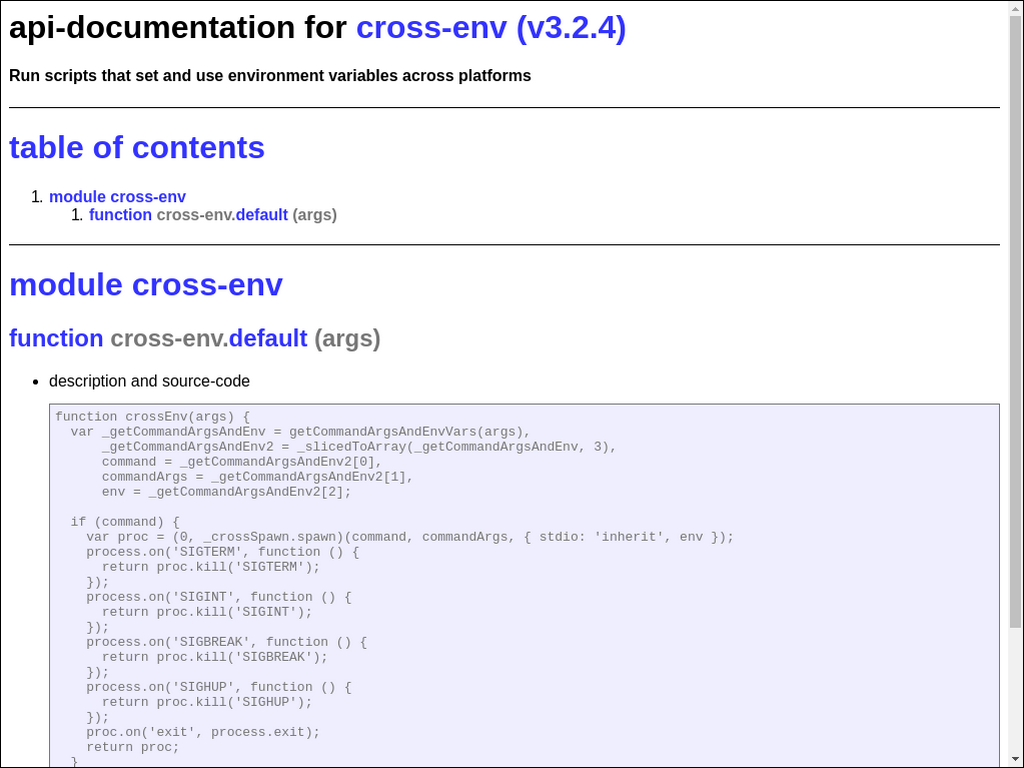 api-documentation for cross-env (v3.2.4)
Run scripts that set and use environment variables across platforms
table of contents
1. module cross-env
1. function cross-env.default (args)
module cross-env
function cross-env.default (args)
• description and source-code
function crossEnv(args) {
  var _getCommandArgsAndEnv = getCommandArgsAndEnvVars(args),
      _getCommandArgsAndEnv2 = _slicedToArray(_getCommandArgsAndEnv, 3),
      command = _getCommandArgsAndEnv2[0],
      commandArgs = _getCommandArgsAndEnv2[1],
      env = _getCommandArgsAndEnv2[2];
  if (command) {
    var proc = (0, _crossSpawn.spawn)(command, commandArgs, { stdio: 'inherit', env });
    process.on('SIGTERM', function () {
      return proc.kill('SIGTERM');
    });
    process.on('SIGINT', function () {
      return proc.kill('SIGINT');
    });
    process.on('SIGBREAK', function () {
      return proc.kill('SIGBREAK');
    });
    process.on('SIGHUP', function () {
      return proc.kill('SIGHUP');
    });
    proc.on('exit', process.exit);
    return proc;
  }